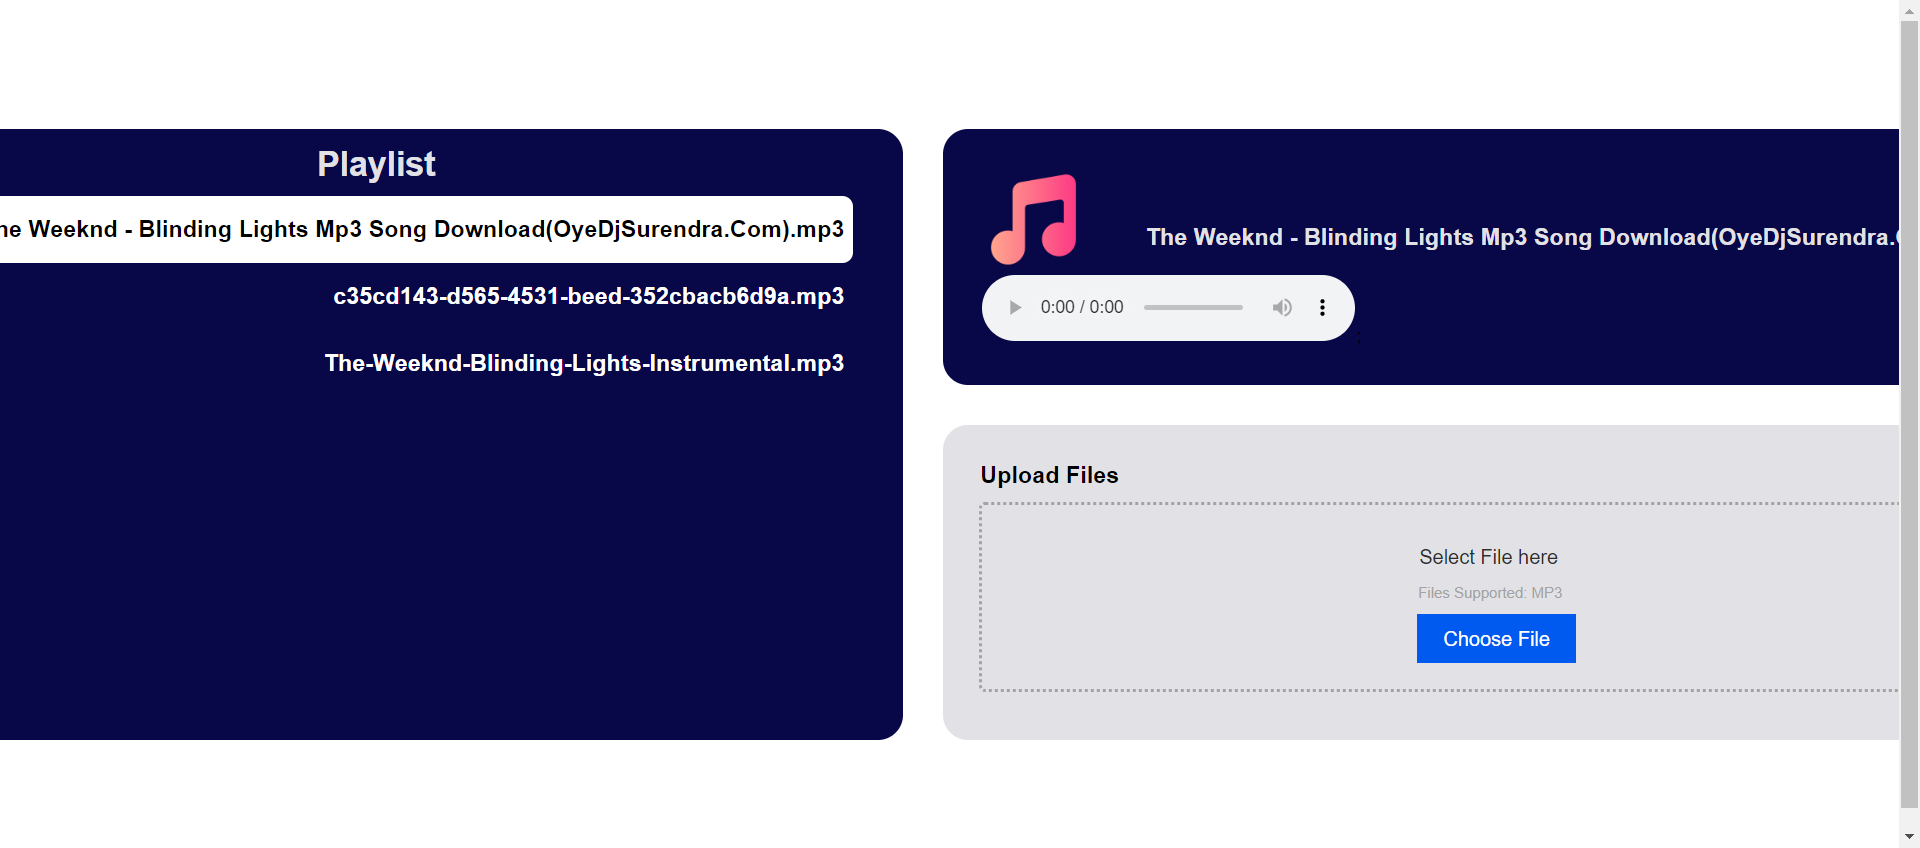 Playlist
Weeknd - Blinding Lights Mp3 Song Download(OyeDjSurendra.Com).mp3
c35cd143-d565-4531-beed-352cbacb6d9a.mp3
The-Weeknd-Blinding-Lights-Instrumental.mp3
The Weeknd - Blinding Lights Mp3 Song Download(OyeDjSurendra.
0:00 / 0:00
Upload Files
Select File here
Files Supported: MP3
Choose File